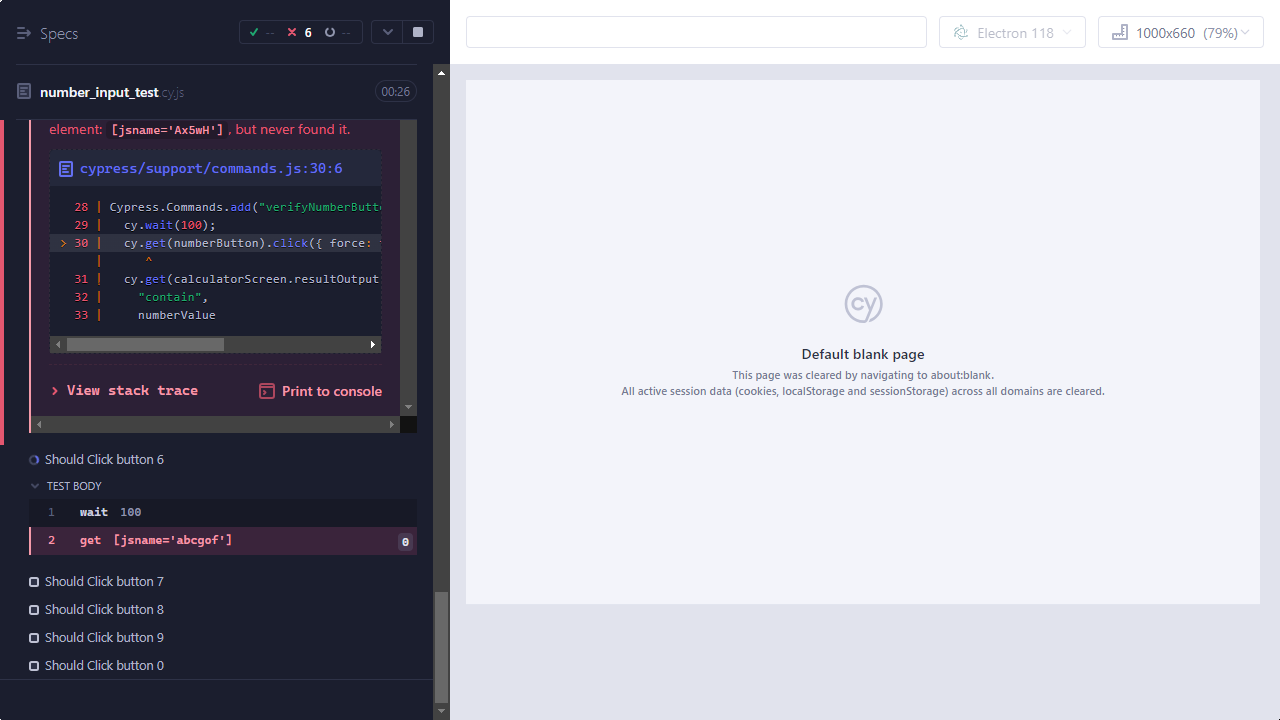 Specs
--
6
--
Electron 118
1000x660 (79%)
number_input_test.cy.js
00:26
element: [jsname='Ax5wH'], but never found it.
cypress/support/commands.js:30:6
28 | Cypress.Commands.add("verifyNumberButt
29 | cy.wait(100);
> 30 | cy.get(numberButton).click({ force:
| ^
31 | cy.get(calculatorScreen.resultOutput
32 | "contain",
33 | numberValue
View stack trace
Print to console
Should Click button 6
TEST BODY
1 wait 100
2 get [jsname='abcgof'] 0
Should Click button 7
Should Click button 8
Should Click button 9
Should Click button 0
cy
Default blank page
This page was cleared by navigating to about:blank.
All active session data (cookies, localStorage and sessionStorage) across all domains are cleared.